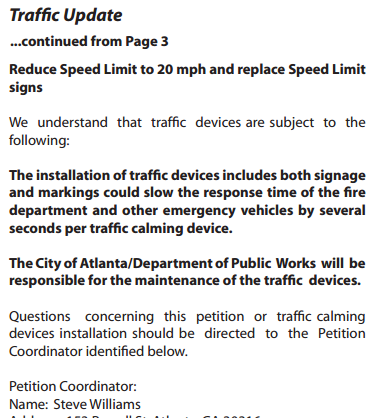 Traffic Update
...continued from Page 3
Reduce Speed Limit to 20 mph and replace Speed Limit
signs
We understand that traffic devices are subject to the
following:
The installation of traffic devices includes both signage
and markings could slow the response time of the fire
department and other emergency vehicles by several
seconds per traffic calming device.
The City of Atlanta/Department of Public Works will be
responsible for the maintenance of the traffic devices.
Questions concerning this petition or traffic calming
devices installation should be directed to the Petition
Coordinator identified below.
Petition Coordinator:
Name: Steve Williams